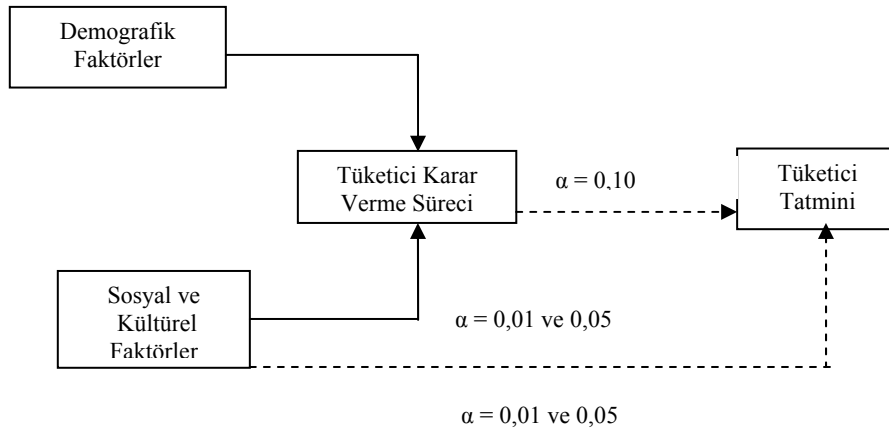 Demografik
Faktörler
Tüketici Karar
Verme Süreci
α = 0,10
Tüketici
Tatmini
Sosyal ve
Kültürel
Faktörler
α = 0,01 ve 0,05
α = 0,01 ve 0,05